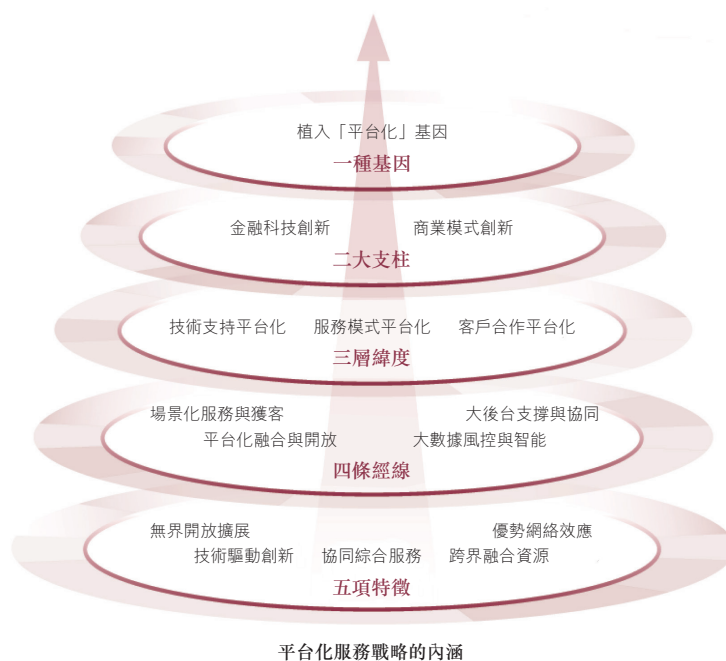 植入「平台化」基因
一種基因
金融科技創新 商業模式創新
二大支柱
技術支持平台化 服務模式平台化 客戶合作平台化
三層緯度
場景化服務與獲客 大後台支撐與協同
平台化融合與開放 大數據風控與智能
四條經線
無界開放擴展 優勢網絡效應
技術驅動創新 協同綜合服務 跨界融合資源
五項特徵
平台化服務戰略的內涵